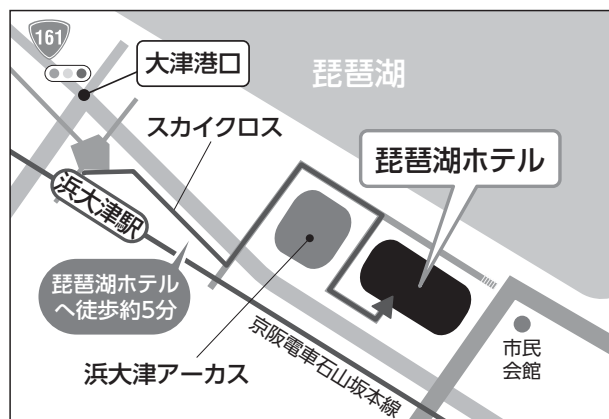 161
大津港口
琵琶湖
スカイクロス
琵琶湖ホテル
浜大津駅
琵琶湖ホテル
へ徒歩約5分
浜大津アーカス
京阪電車石山坂本線
市民
会館